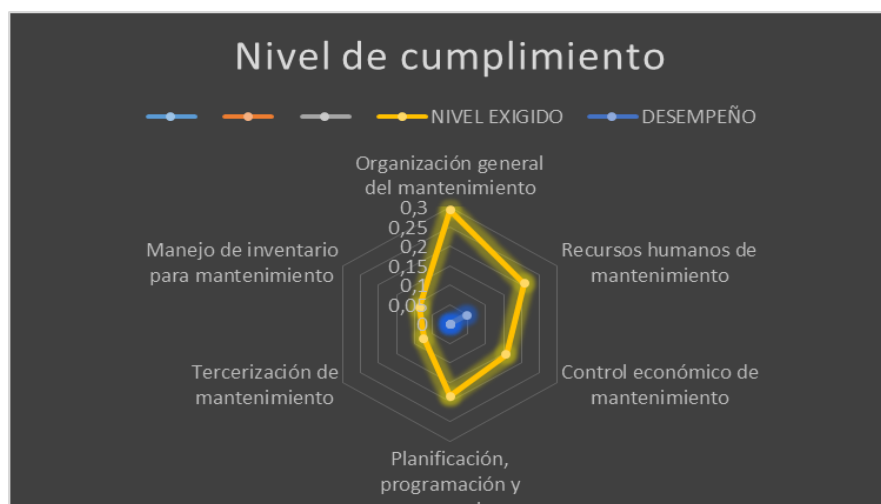 Nivel de cumplimiento
NIVEL EXIGIDO
DESEMPEÑO
Organización general
del mantenimiento
0,3
0,25
0,2
0,15
0,1
0,05
0
Manejo de inventario
para mantenimiento
Recursos humanos de
mantenimiento
Tercerización de
mantenimiento
Control económico de
mantenimiento
Planificación,
programación y